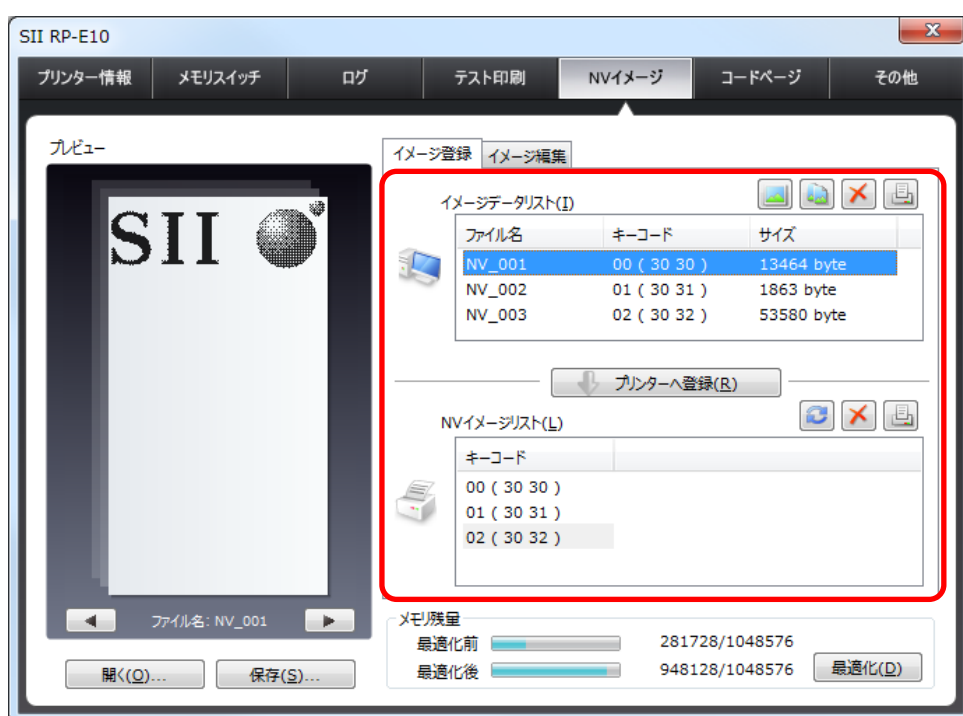 SII RP-E10
プリンター情報 メモリスイッチ ログ テスト印刷 NVイメージ コードページ その他
プレビュー
SII
ファイル名: NV_001
開く(O)... 保存(S)...
イメージ登録 イメージ編集
イメージデータリスト(I)
ファイル名 キーコード サイズ
NV_001 00 ( 30 30 ) 13464 byte
NV_002 01 ( 30 31 ) 1863 byte
NV_003 02 ( 30 32 ) 53580 byte
プリンターへ登録(R)
NVイメージリスト(L)
キーコード
00 ( 30 30 )
01 ( 30 31 )
02 ( 30 32 )
メモリ残量
最適化前 281728/1048576
最適化後 948128/1048576 最適化(D)